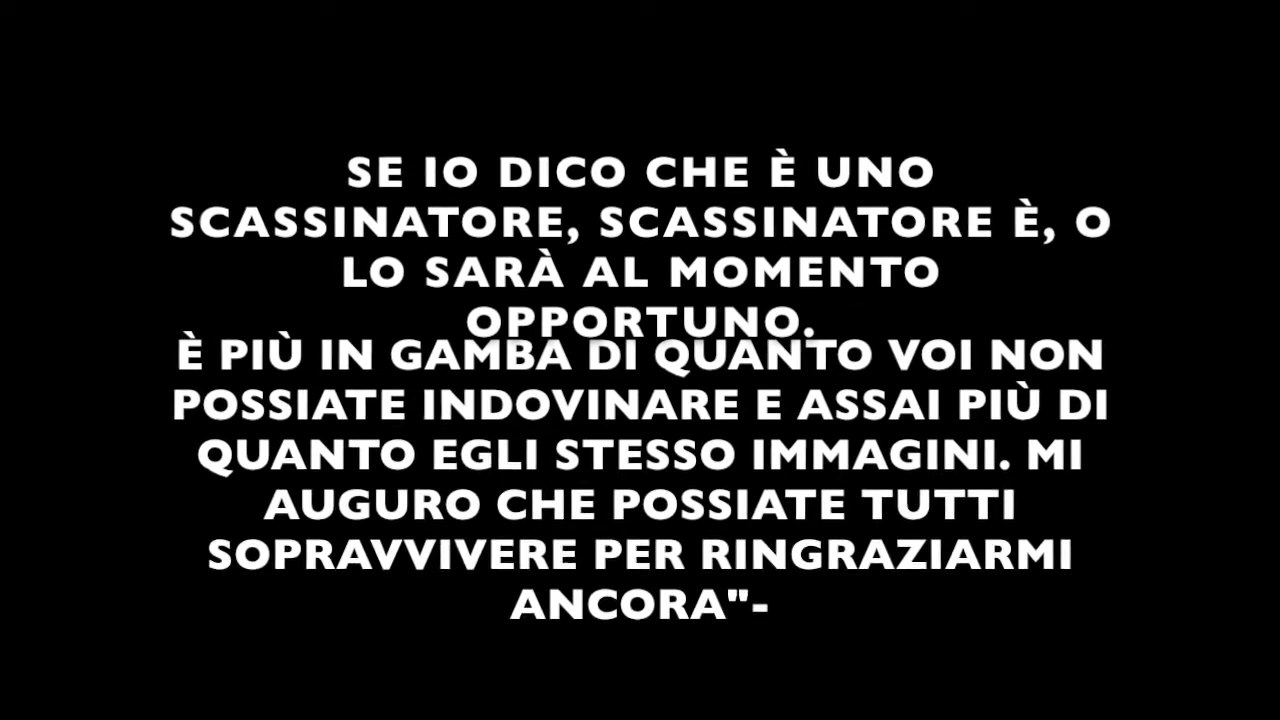 SE IO DICO CHE È UNO
SCASSINATORE, SCASSINATORE È, O
LO SARÀ AL MOMENTO
OPPORTUNO.
È PIÙ IN GAMBA DI QUANTO VOI NON
POSSIATE INDOVINARE E ASSAI PIÙ DI
QUANTO EGLI STESSO IMMAGINI. MI
AUGURO CHE POSSIATE TUTTI
SOPRAVVIVERE PER RINGRAZIARMI
ANCORA"-